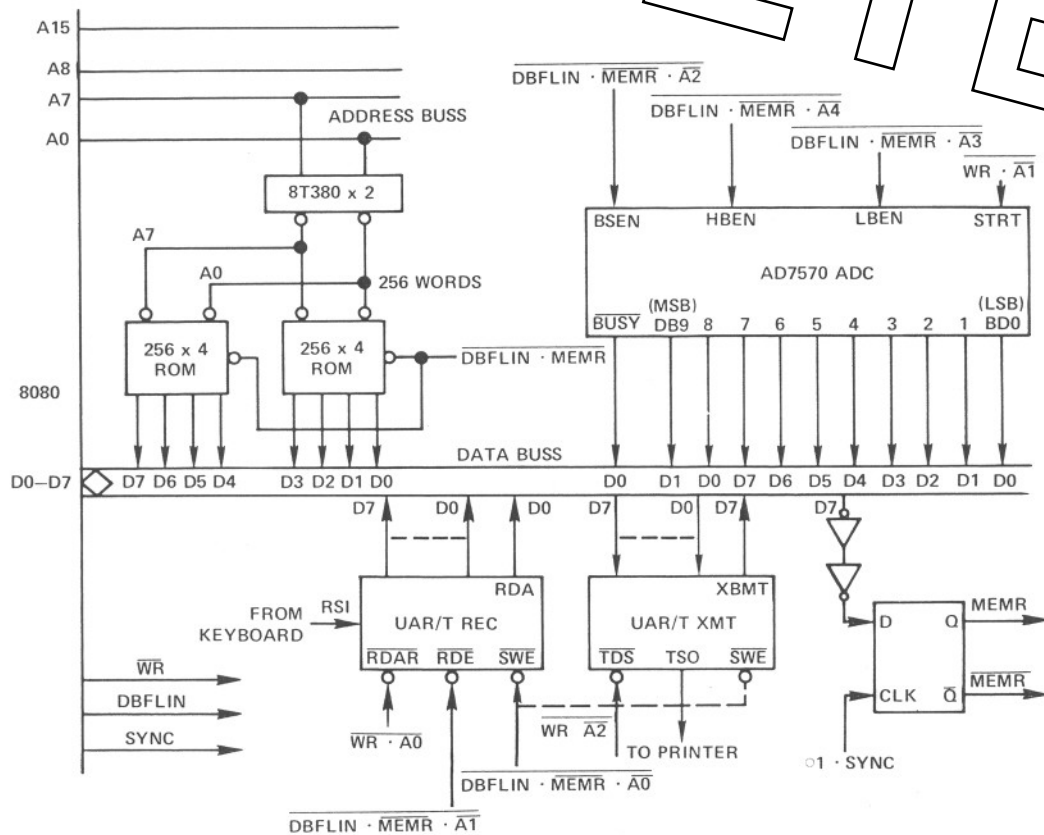 A15
A8
A7
ADDRESS BUSS
A0
8T380 x 2
A7
A0
256 WORDS
256 x 4
ROM
256 x 4
ROM
DBFLIN · MEMR
8080
DBFLIN · MEMR · A2
DBFLIN · MEMR · A4
DBFLIN · MEMR · A3
WR · A1
BSEN HBEN LBEN STRT
AD7570 ADC
(MSB) (LSB)
BUSY DB9 8 7 6 5 4 3 2 1 BD0
DATA BUSS
D0—D7 D7 D6 D5 D4 D3 D2 D1 D0 D0 D1 D0 D7 D6 D5 D4 D3 D2 D1 D0
D7 D0 D0 D7 D0 D7 D7
RDA
FROM
KEYBOARD
RSI
UAR/T REC
RDAR RDE SWE
XBMT
UAR/T XMT
TDS TSO SWE
D Q MEMR
CLK Q MEMR
WR
DBFLIN
SYNC
WR · A0
WR A2
TO PRINTER
○1 · SYNC
DBFLIN · MEMR · A0
DBFLIN · MEMR · A1